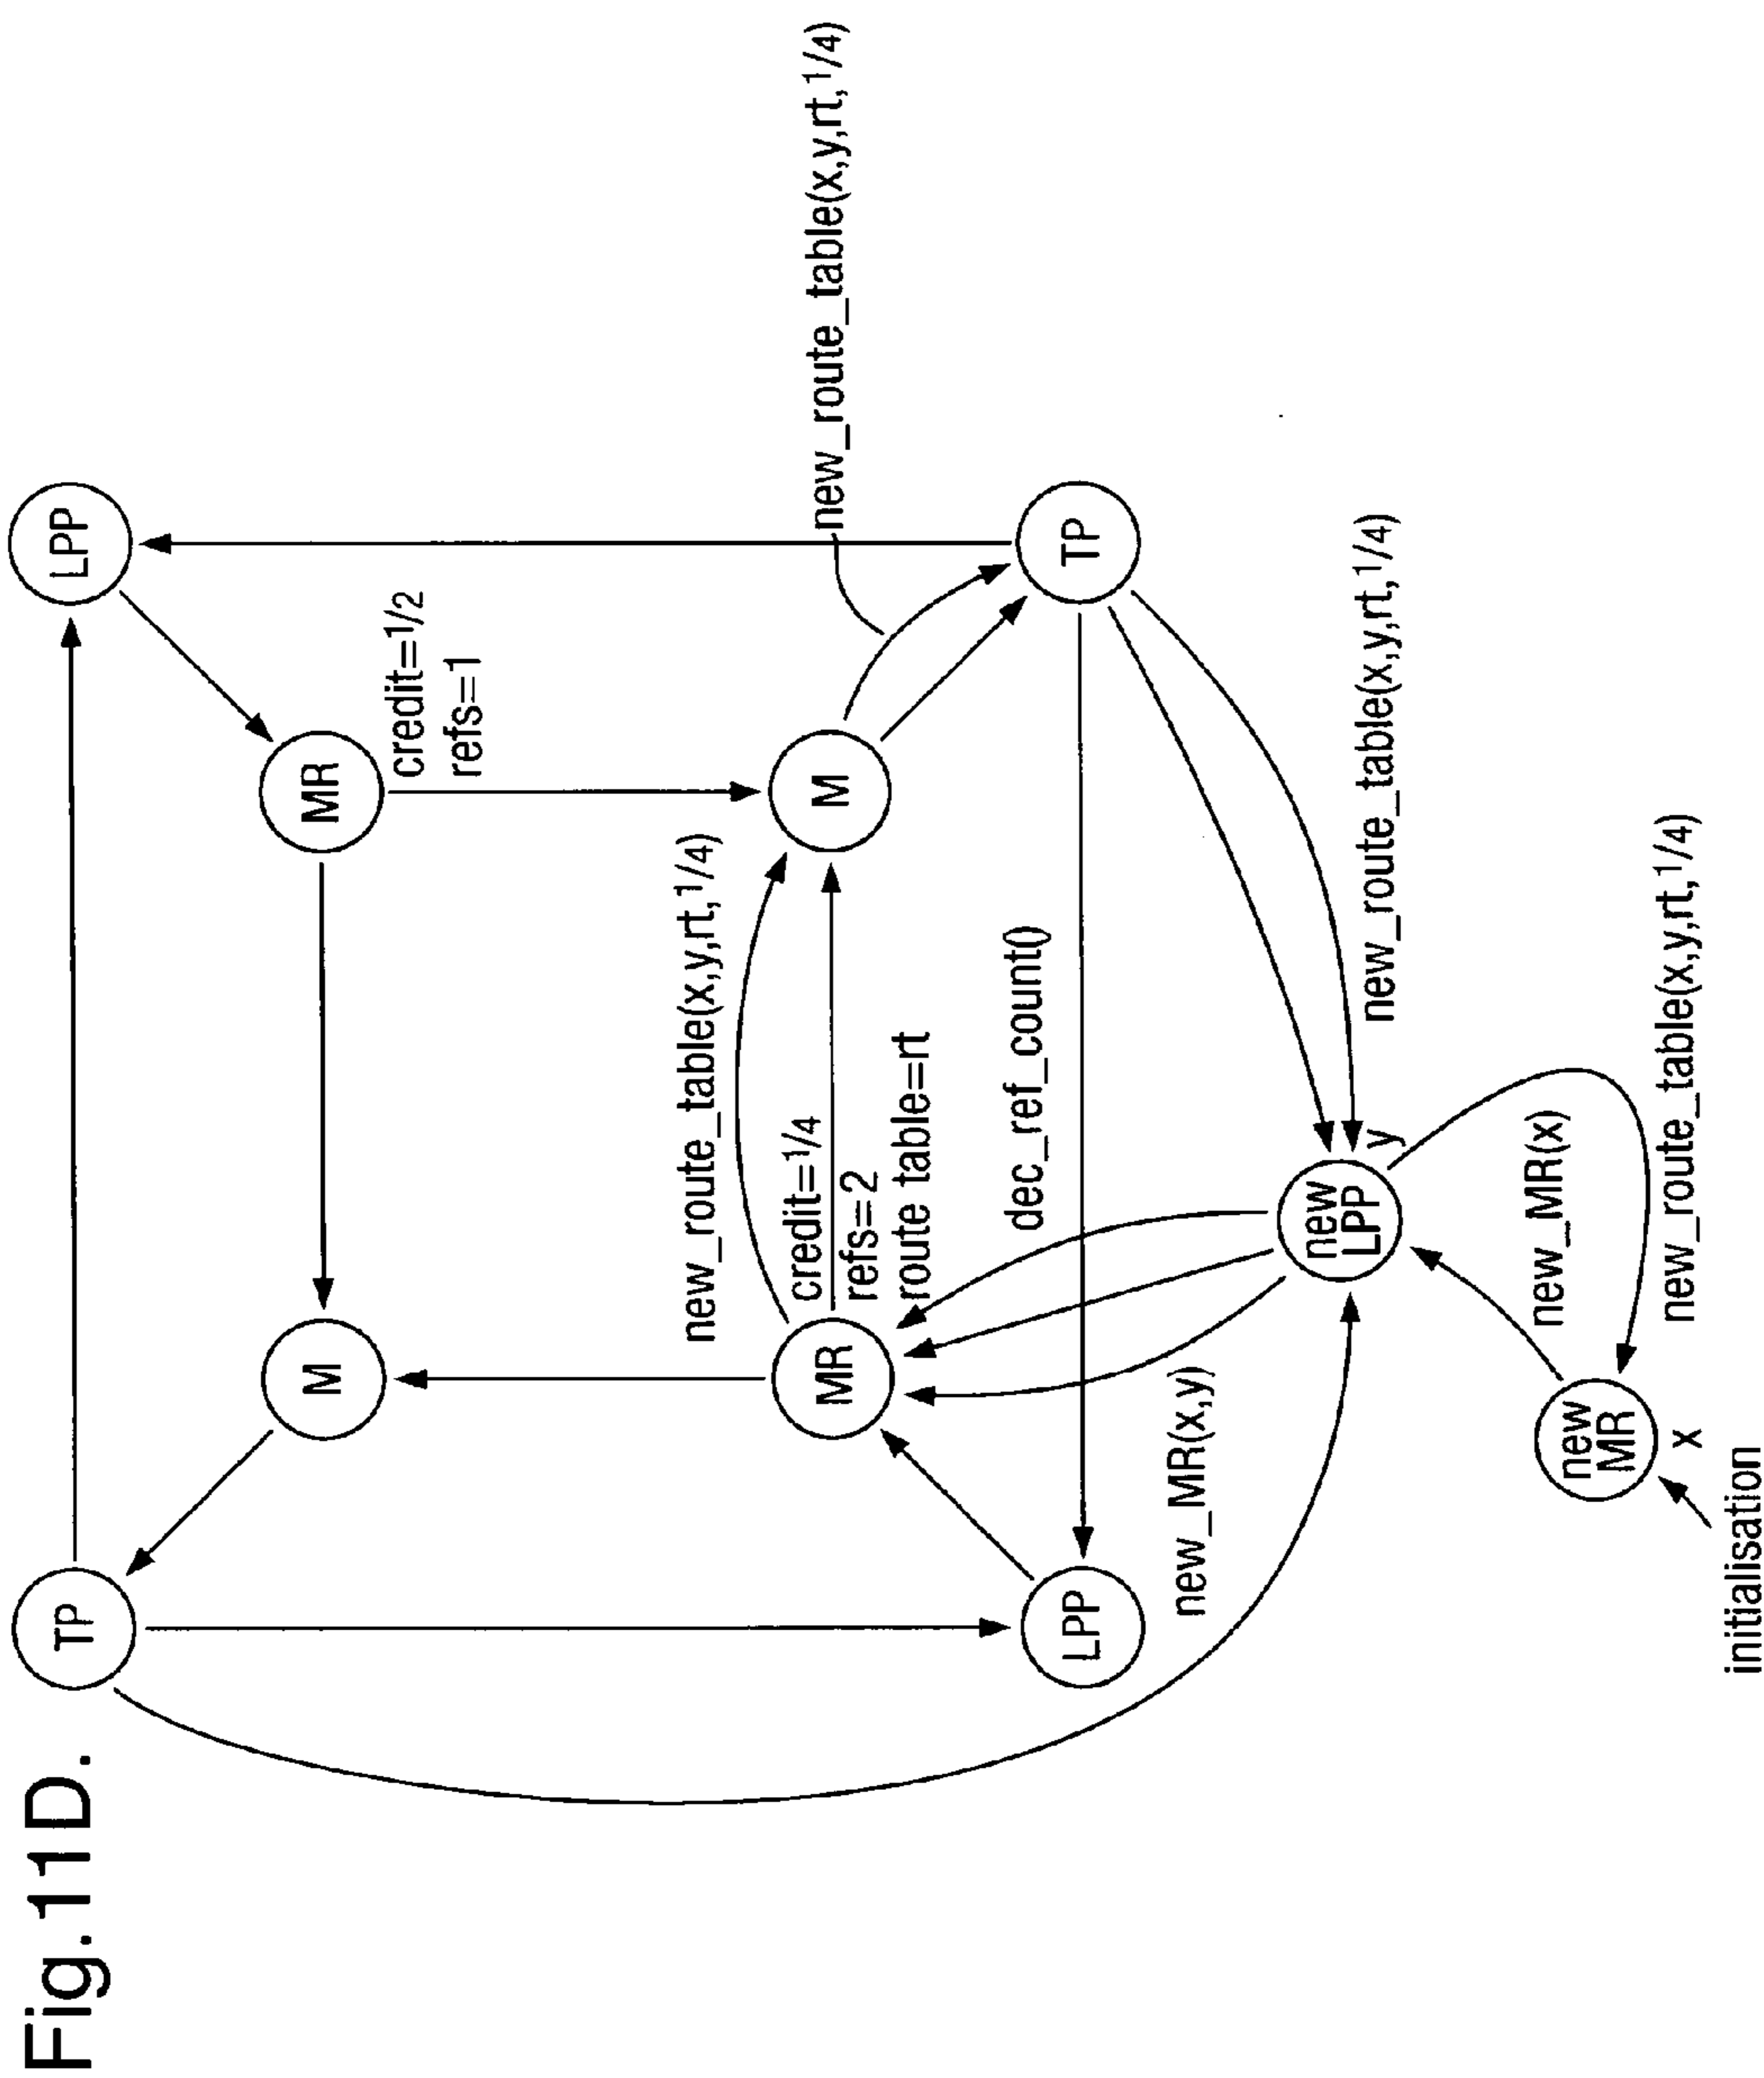 Fig.11D.
TP
LPP
M
MR
credit=1/2
refs=1
new_route_table(x,y,rt,1/4)
new_route_table(x,y,rt,1/4)
MR
credit=1/4
refs=2
route table=rt
M
dec_ref_count()
LPP
TP
new_MR(x,y)
new
LPP
y
new_route_table(x,y,rt,1/4)
new_MR(x)
new
MR
x
new_route_table(x,y,rt,1/4)
initialisation